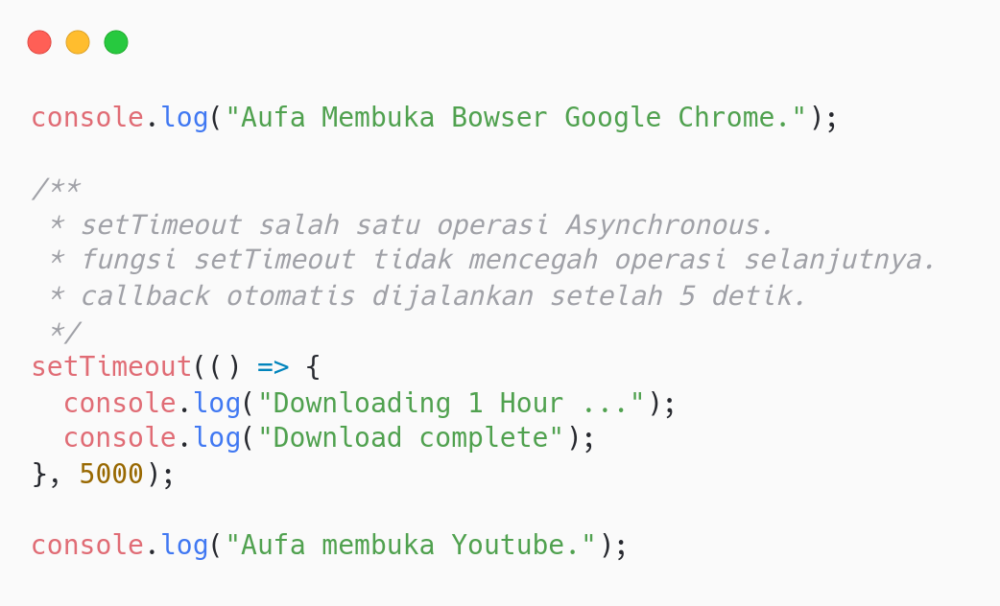 console.log("Aufa Membuka Bowser Google Chrome.");
/**
 * setTimeout salah satu operasi Asynchronous.
 * fungsi setTimeout tidak mencegah operasi selanjutnya.
 * callback otomatis dijalankan setelah 5 detik.
 */
setTimeout(() => {
  console.log("Downloading 1 Hour ...");
  console.log("Download complete");
}, 5000);
console.log("Aufa membuka Youtube.");